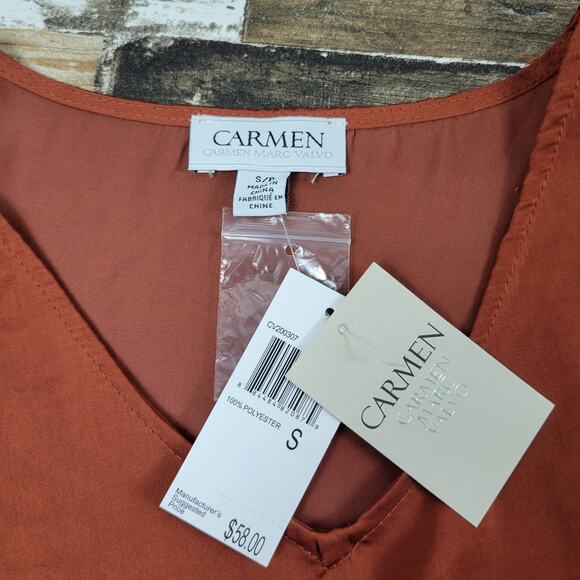 CARMEN
CARMEN MARC VALVO
S/P
MADE IN
CHINA
FABRIQUÉ EN
CHINE
CV200307
100% POLYESTER
S
Manufacturer's
Suggested
Price
$58.00
CARMEN
CARMEN
MARC
VALVO